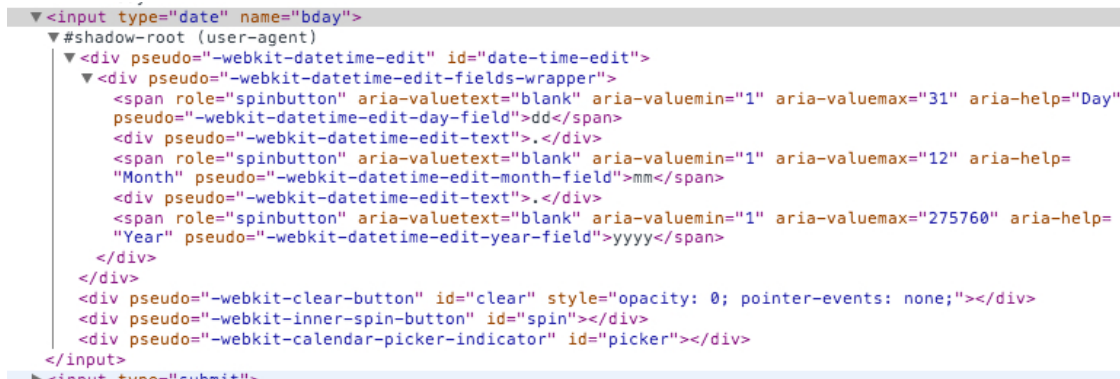 ▼<input type="date" name="bday">
▼#shadow-root (user-agent)
▼<div pseudo="-webkit-datetime-edit" id="date-time-edit">
▼<div pseudo="-webkit-datetime-edit-fields-wrapper">
<span role="spinbutton" aria-valuetext="blank" aria-valuemin="1" aria-valuemax="31" aria-help="Day"
pseudo="-webkit-datetime-edit-day-field">dd</span>
<div pseudo="-webkit-datetime-edit-text">.</div>
<span role="spinbutton" aria-valuetext="blank" aria-valuemin="1" aria-valuemax="12" aria-help=
"Month" pseudo="-webkit-datetime-edit-month-field">mm</span>
<div pseudo="-webkit-datetime-edit-text">.</div>
<span role="spinbutton" aria-valuetext="blank" aria-valuemin="1" aria-valuemax="275760" aria-help=
"Year" pseudo="-webkit-datetime-edit-year-field">yyyy</span>
</div>
</div>
<div pseudo="-webkit-clear-button" id="clear" style="opacity: 0; pointer-events: none;"></div>
<div pseudo="-webkit-inner-spin-button" id="spin"></div>
<div pseudo="-webkit-calendar-picker-indicator" id="picker"></div>
</input>
▶<input type="submit">